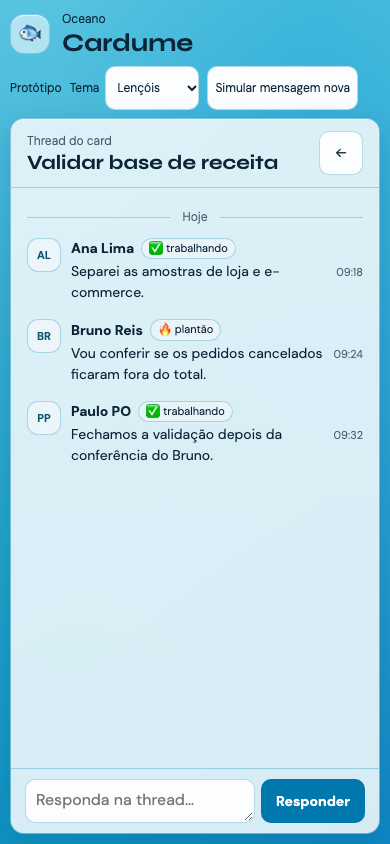 Oceano
Cardume
Protótipo Tema Lençóis Simular mensagem nova
Thread do card
Validar base de receita
←
Hoje
AL Ana Lima ✅ trabalhando
Separei as amostras de loja e e-
commerce. 09:18
BR Bruno Reis 🔥 plantão
Vou conferir se os pedidos cancelados 09:24
ficaram fora do total.
PP Paulo PO ✅ trabalhando
Fechamos a validação depois da 09:32
conferência do Bruno.
Responda na thread... Responder